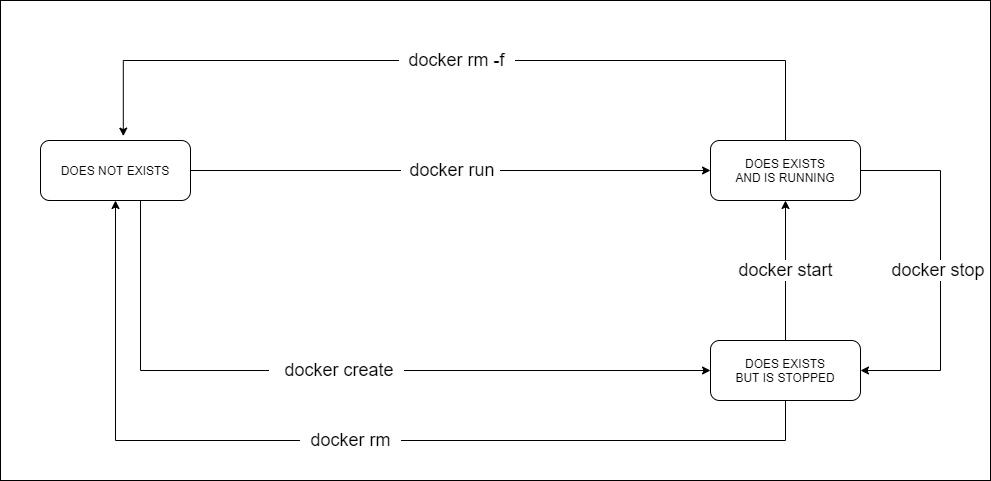 docker rm -f
DOES NOT EXISTS
docker run
DOES EXISTS
AND IS RUNNING
docker start
docker stop
docker create
DOES EXISTS
BUT IS STOPPED
docker rm